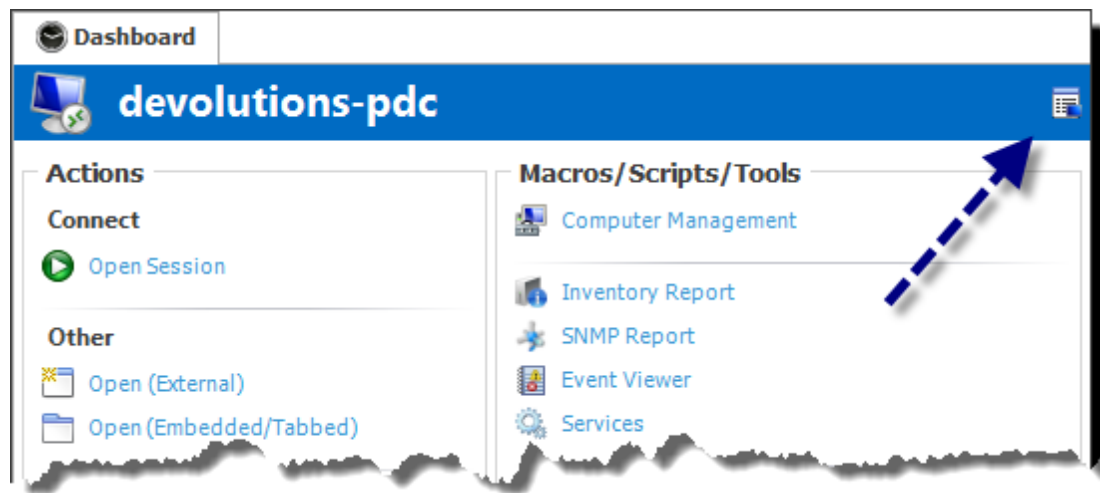 Dashboard
devolutions-pdc
Actions
Connect
Open Session
Other
Open (External)
Open (Embedded/Tabbed)
Macros/Scripts/Tools
Computer Management
Inventory Report
SNMP Report
Event Viewer
Services